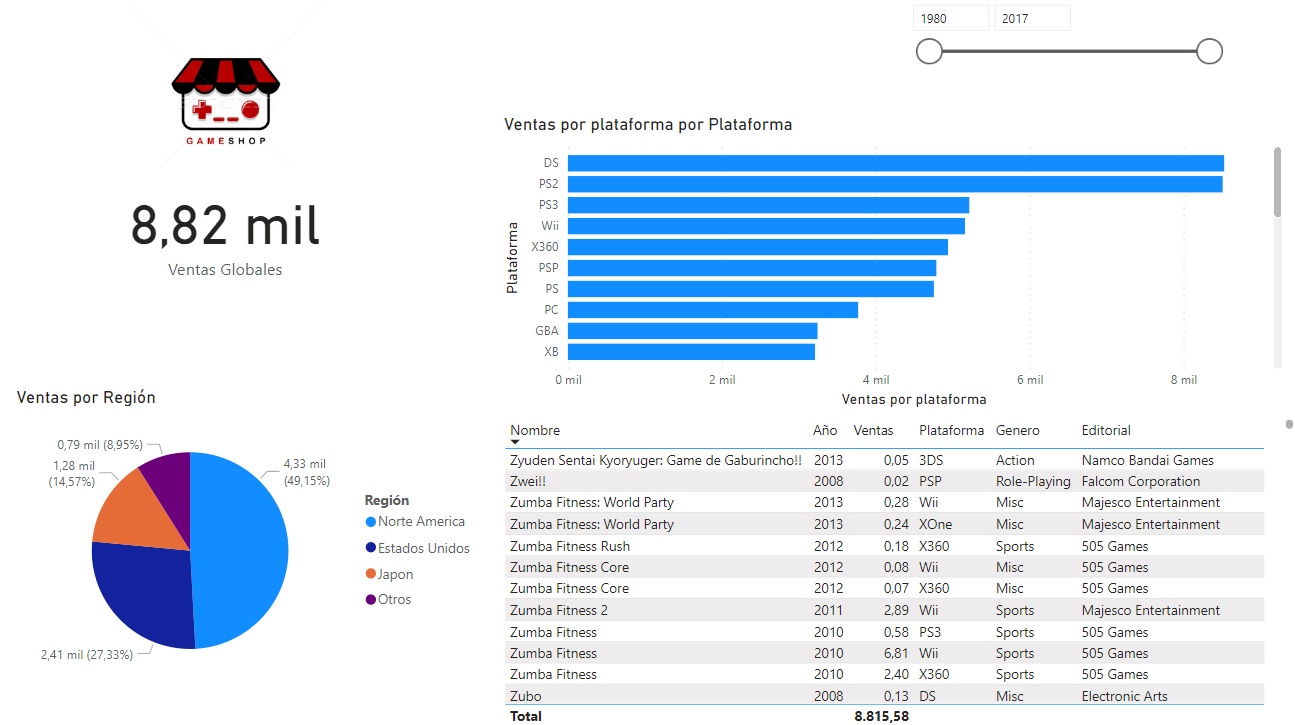 1980 2017
GAMESHOP
8,82 mil
Ventas Globales
Ventas por plataforma por Plataforma
Plataforma
DS
PS2
PS3
Wii
X360
PSP
PS
PC
GBA
XB
0 mil 2 mil 4 mil 6 mil 8 mil
Ventas por plataforma
Ventas por Región
0,79 mil (8,95%)
1,28 mil
(14,57%)
4,33 mil
(49,15%)
2,41 mil (27,33%)
Región
Norte America
Estados Unidos
Japon
Otros
Nombre Año Ventas Plataforma Genero Editorial
Zyuden Sentai Kyoryuger: Game de Gaburincho!! 2013 0,05 3DS Action Namco Bandai Games
Zwei!! 2008 0,02 PSP Role-Playing Falcom Corporation
Zumba Fitness: World Party 2013 0,28 Wii Misc Majesco Entertainment
Zumba Fitness: World Party 2013 0,24 XOne Misc Majesco Entertainment
Zumba Fitness Rush 2012 0,18 X360 Sports 505 Games
Zumba Fitness Core 2012 0,08 Wii Misc 505 Games
Zumba Fitness Core 2012 0,07 X360 Misc 505 Games
Zumba Fitness 2 2011 2,89 Wii Sports Majesco Entertainment
Zumba Fitness 2010 0,58 PS3 Sports 505 Games
Zumba Fitness 2010 6,81 Wii Sports 505 Games
Zumba Fitness 2010 2,40 X360 Sports 505 Games
Zubo 2008 0,13 DS Misc Electronic Arts
Total 8.815,58